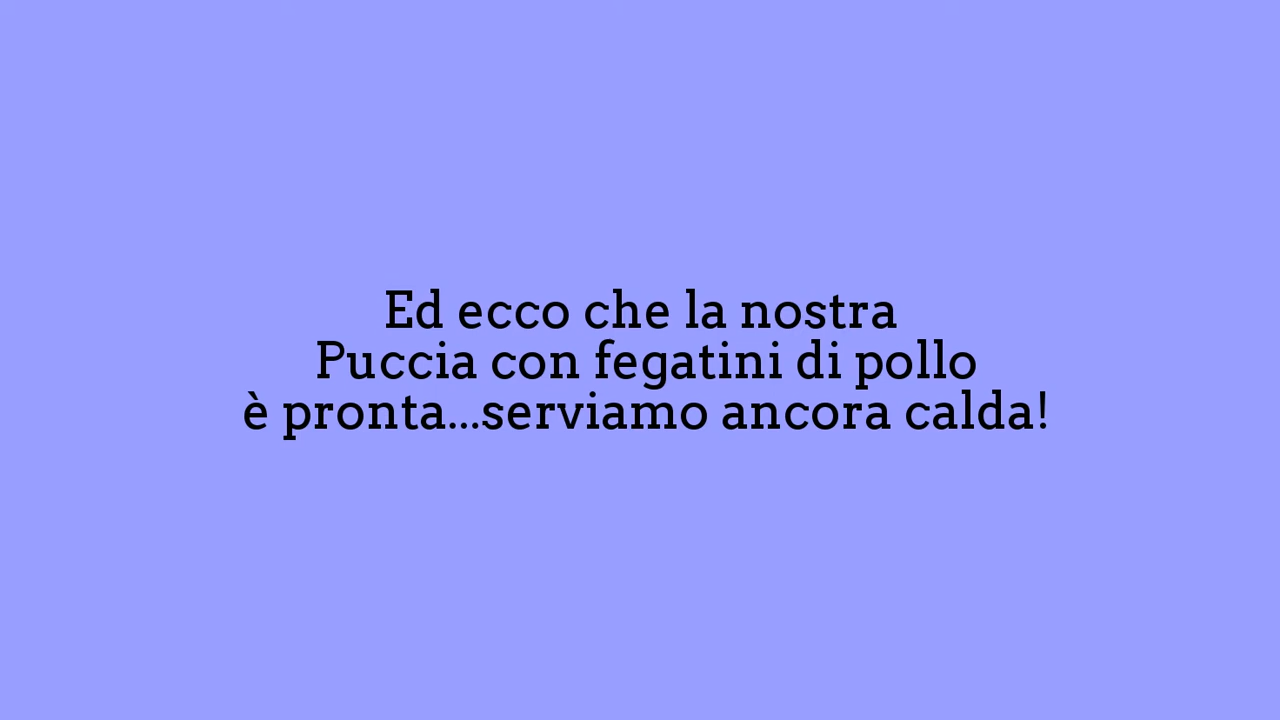 Ed ecco che la nostra
Puccia con fegatini di pollo
è pronta...serviamo ancora calda!